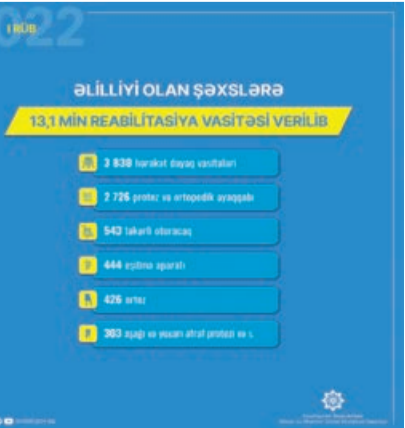 2022
I RÜB
ƏLİLLİYİ OLAN ŞƏXSLƏRƏ
13,1 MİN REABİLİTASİYA VASİTƏSİ VERİLİB
3 838 hərəkət dayaq vasitələri
2 726 protez və ortopedik ayaqqabı
543 təkərli oturacaq
444 eşitmə aparatı
426 ortez
303 aşağı və yuxarı ətraf protezi və s.